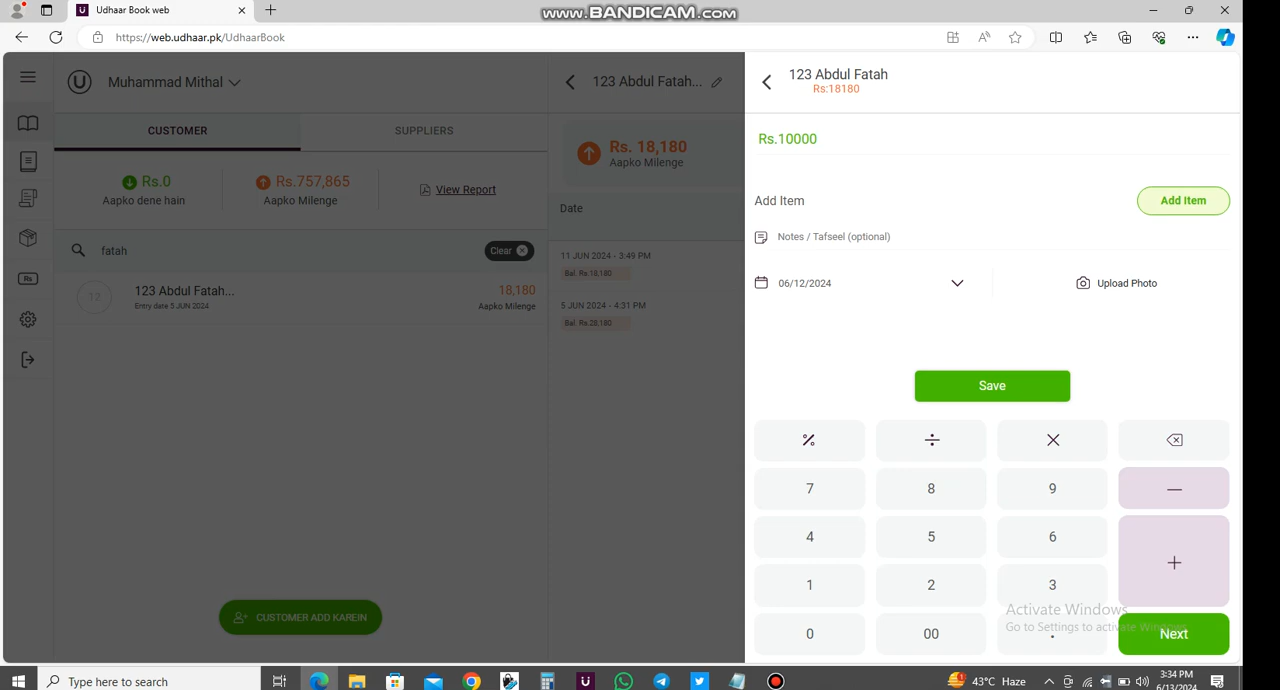 Udhaar Book web
www.BANDICAM.com
https://web.udhaar.pk/UdhaarBook
Muhammad Mithal
CUSTOMER
SUPPLIERS
Rs.0
Aapko dene hain
Rs.757,865
Aapko Milenge
View Report
fatah
Clear
12
123 Abdul Fatah...
Entry date 5 JUN 2024
18,180
Aapko Milenge
CUSTOMER ADD KAREIN
123 Abdul Fatah...
Rs. 18,180
Aapko Milenge
Date
11 JUN 2024 - 3:49 PM
Bal. Rs.18,180
5 JUN 2024 - 4:31 PM
Bal. Rs.28,180
123 Abdul Fatah
Rs:18180
Rs.10000
Add Item
Add Item
Notes / Tafseel (optional)
06/12/2024
Upload Photo
Save
% ÷ ×
7 8 9 —
4 5 6 +
1 2 3
0 00 . Next
Activate Windows
Go to Settings to activate Windows.
Type here to search
43°C Haze
3:34 PM
6/13/2024